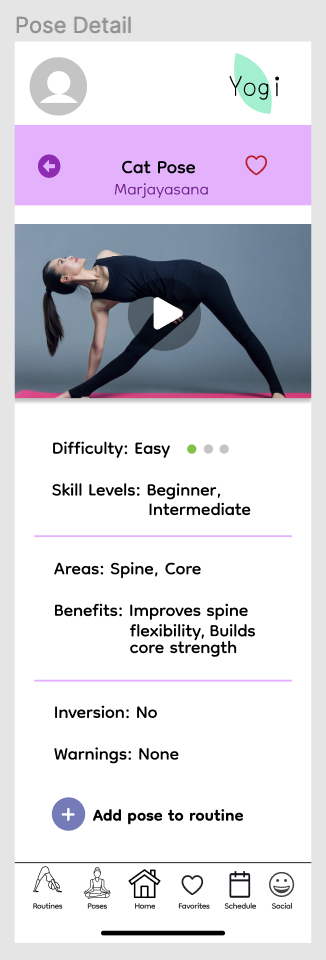 Pose Detail
Yogi
Cat Pose
Marjayasana
Difficulty: Easy
Skill Levels: Beginner,
Intermediate
Areas: Spine, Core
Benefits: Improves spine
flexibility, Builds
core strength
Inversion: No
Warnings: None
Add pose to routine
Routines Poses Home Favorites Schedule Social